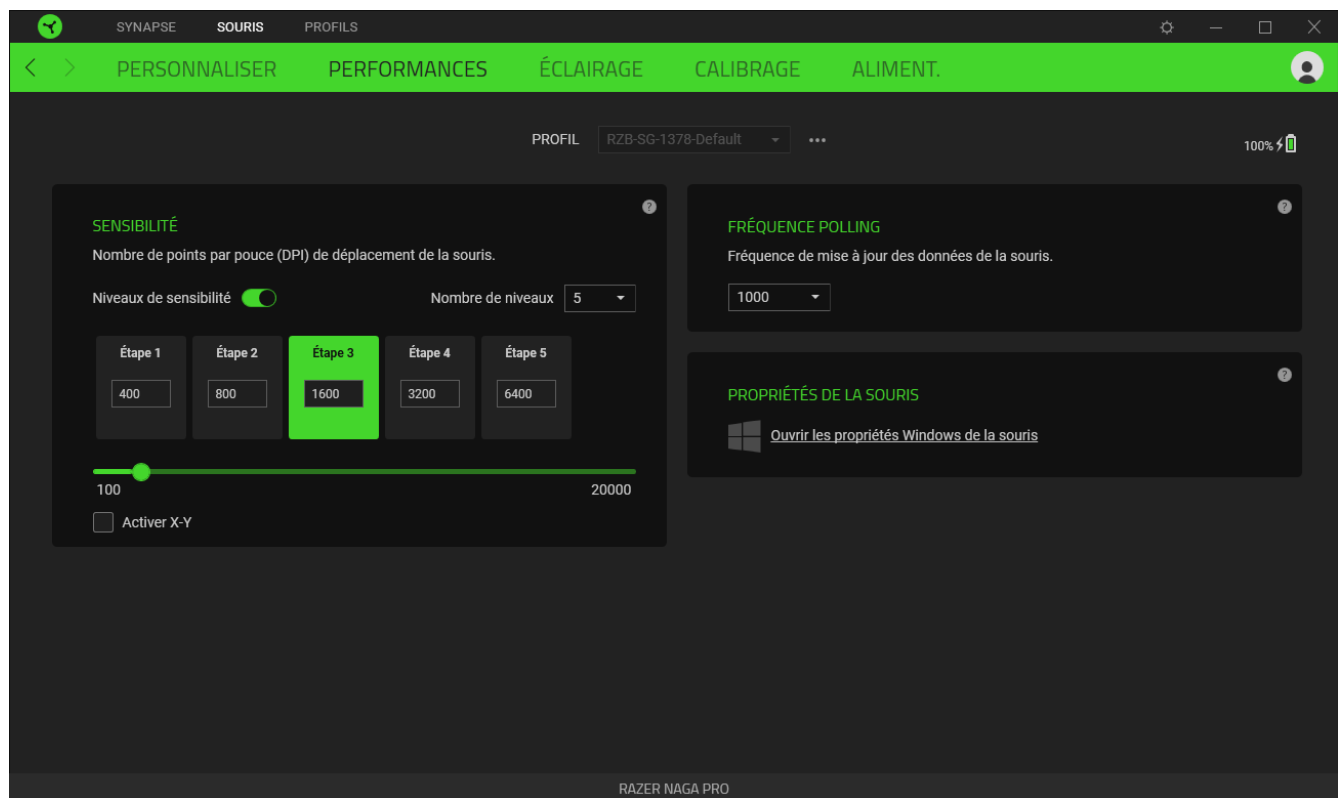 SYNAPSE SOURIS PROFILS
PERSONNALISER PERFORMANCES ÉCLAIRAGE CALIBRAGE ALIMENT.
PROFIL RZB-SG-1378-Default
100%
SENSIBILITÉ
Nombre de points par pouce (DPI) de déplacement de la souris.
Niveaux de sensibilité Nombre de niveaux 5
Étape 1 Étape 2 Étape 3 Étape 4 Étape 5
400 800 1600 3200 6400
100 20000
Activer X-Y
FRÉQUENCE POLLING
Fréquence de mise à jour des données de la souris.
1000
PROPRIÉTÉS DE LA SOURIS
Ouvrir les propriétés Windows de la souris
RAZER NAGA PRO